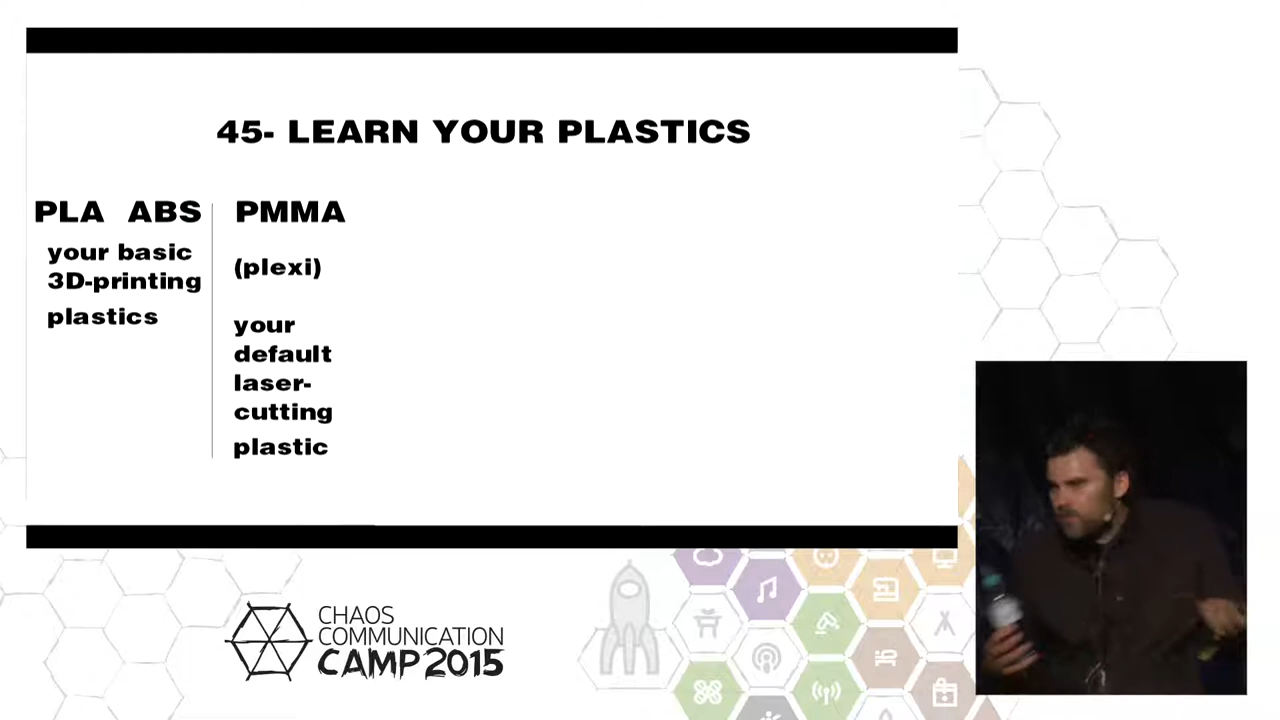 45- LEARN YOUR PLASTICS
PLA ABS
your basic
3D-printing
plastics
PMMA
(plexi)
your
default
laser-
cutting
plastic
CHAOS
COMMUNICATION
CAMP 2015